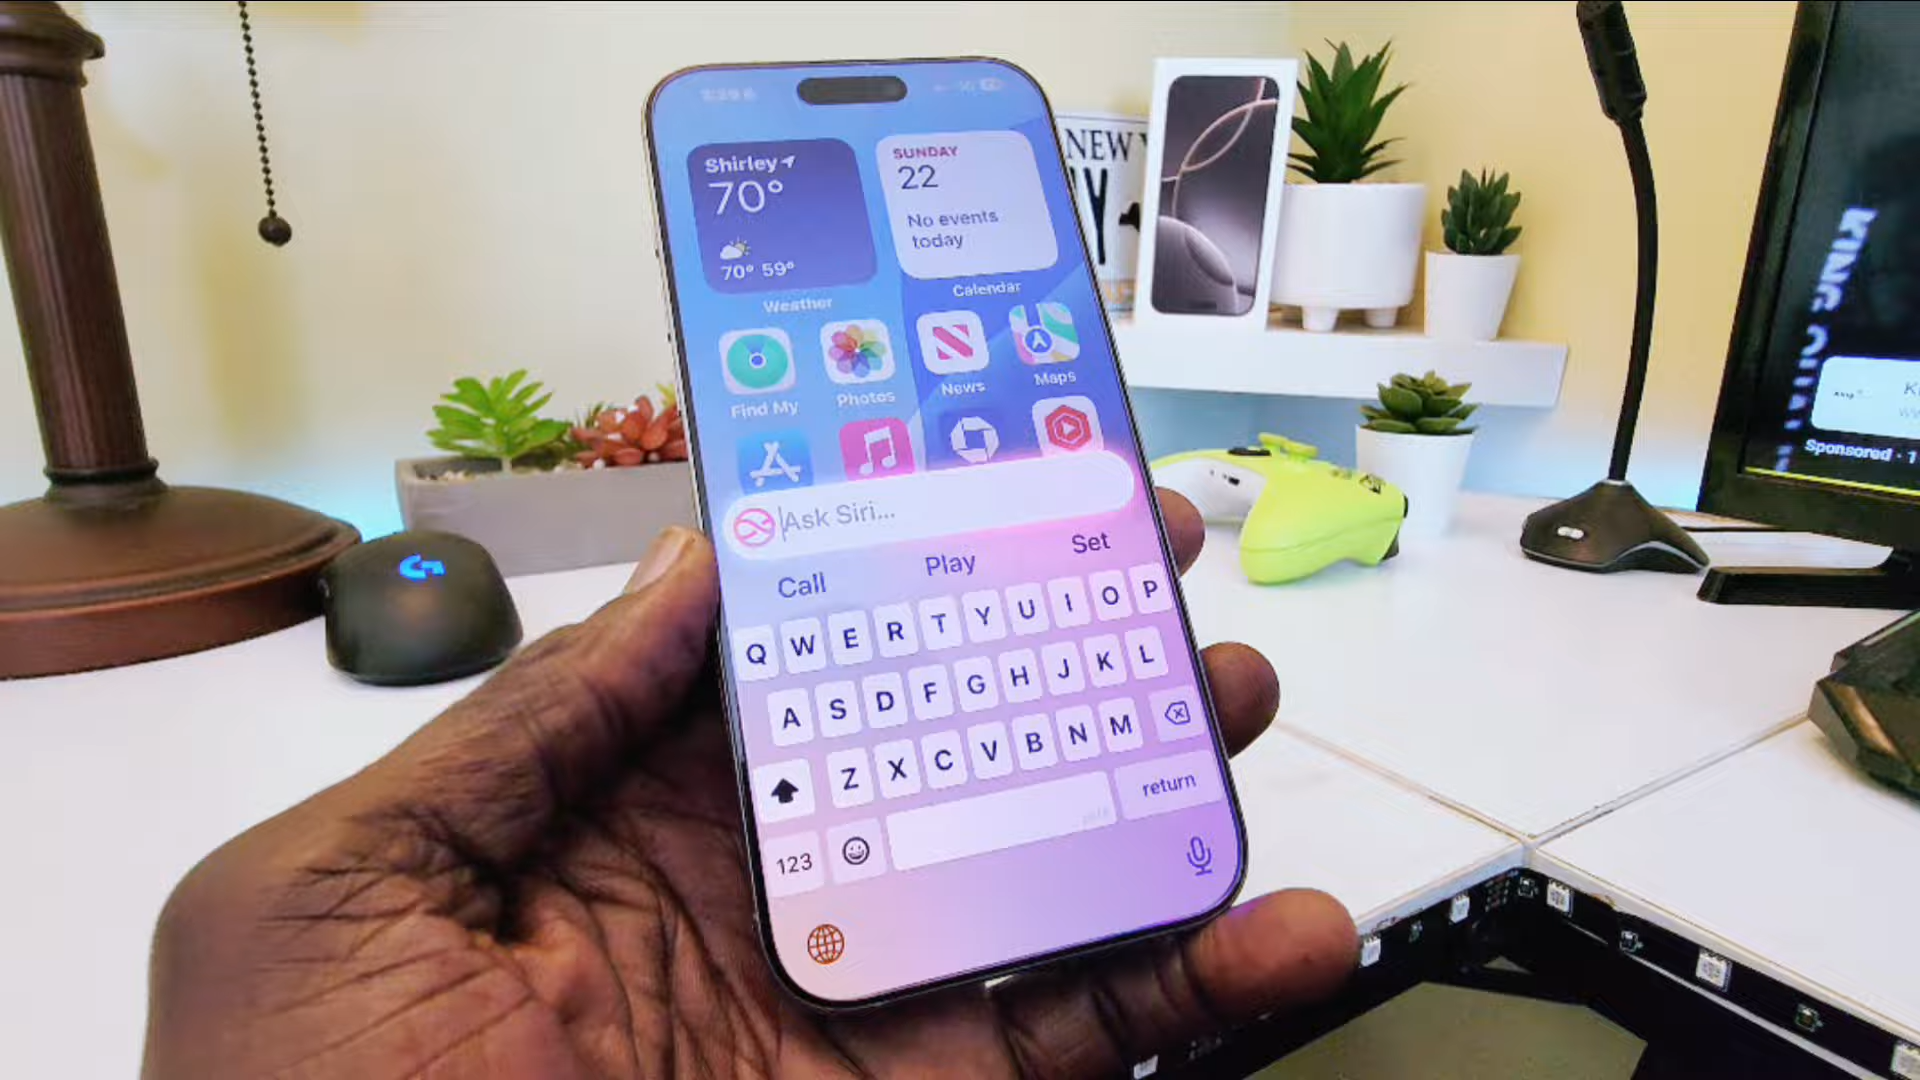 Shirley
70°
70° 59°
Weather
SUNDAY
22
No events
today
Calendar
Find My
Photos
News
Maps
Ask Siri...
Call
Play
Set
Q W E R T Y U I O P
A S D F G H J K L
Z X C V B N M
123
return
NEW
Sponsored · 1